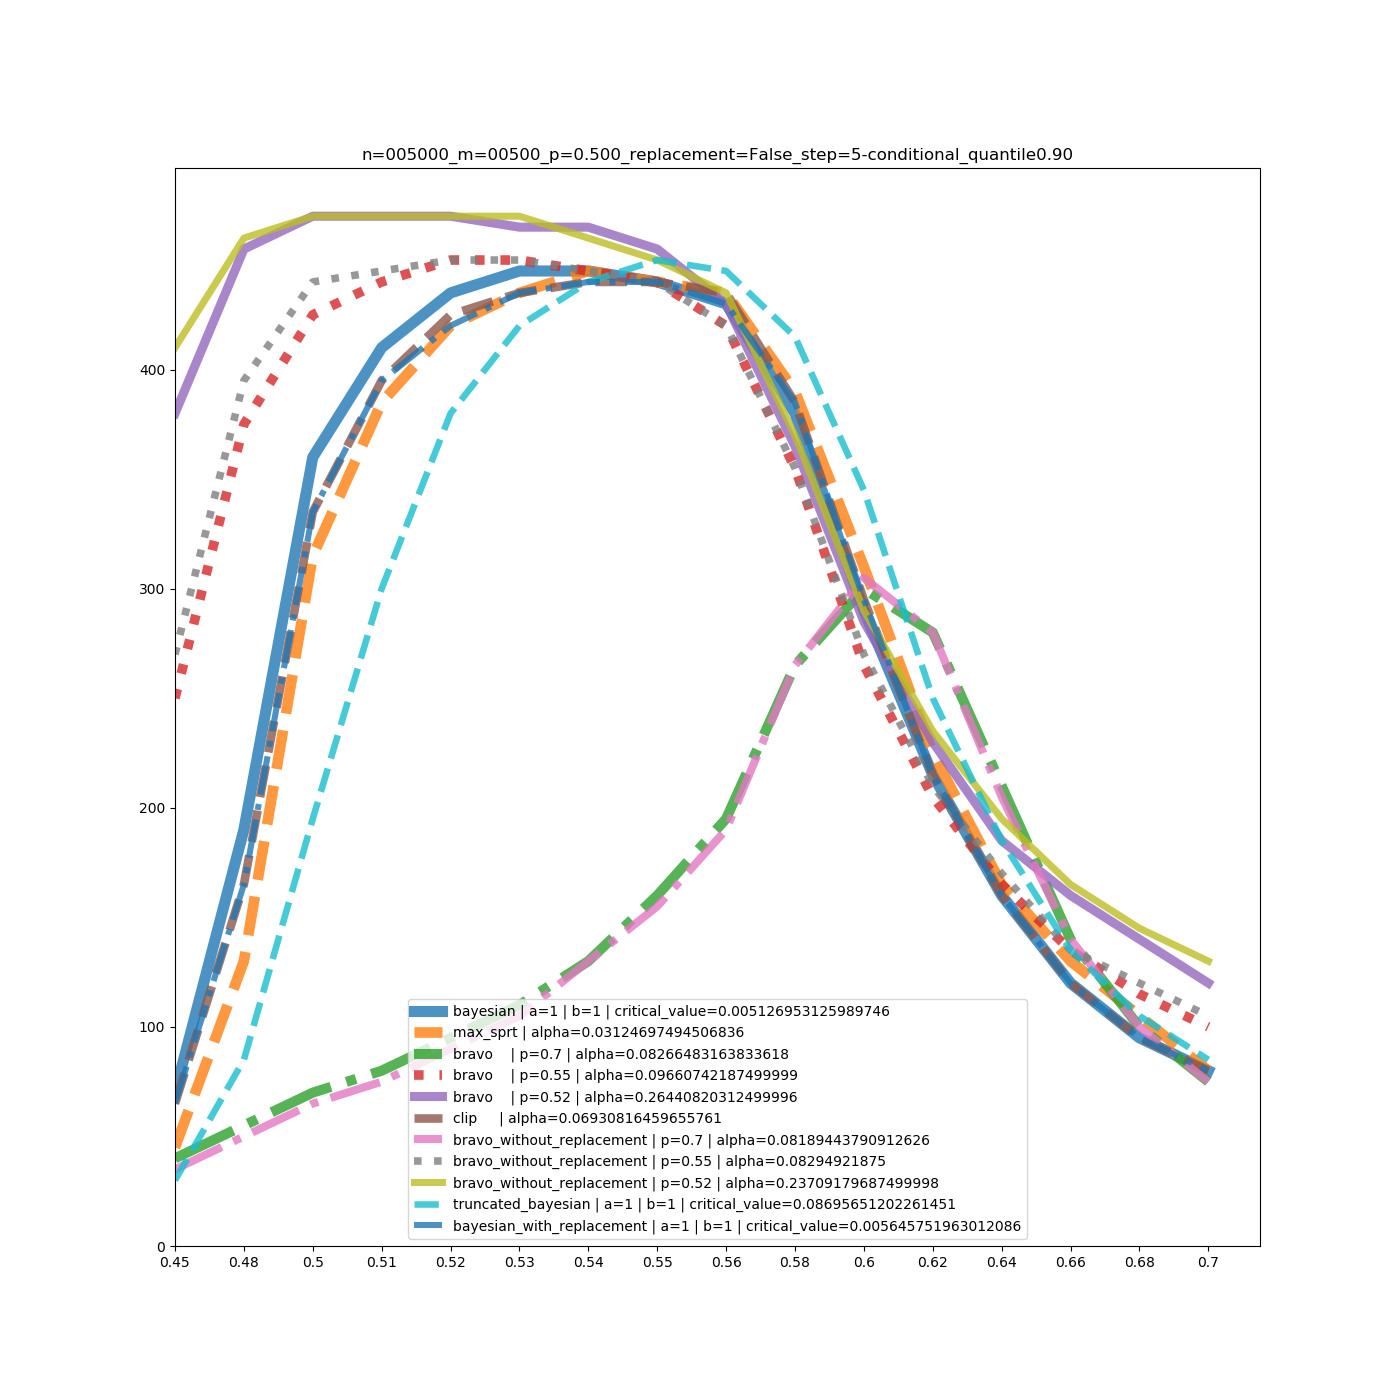 n=005000_m=00500_p=0.500_replacement=False_step=5-conditional_quantile0.90
400
300
200
100
0
bayesian | a=1 | b=1 | critical_value=0.005126953125989746
max_sprt | alpha=0.03124697494506836
bravo | p=0.7 | alpha=0.08266483163833618
bravo | p=0.55 | alpha=0.09660742187499999
bravo | p=0.52 | alpha=0.26440820312499996
clip | alpha=0.06930816459655761
bravo_without_replacement | p=0.7 | alpha=0.08189443790912626
bravo_without_replacement | p=0.55 | alpha=0.08294921875
bravo_without_replacement | p=0.52 | alpha=0.23709179687499998
truncated_bayesian | a=1 | b=1 | critical_value=0.08695651202261451
bayesian_with_replacement | a=1 | b=1 | critical_value=0.005645751963012086
0.45 0.48 0.5 0.51 0.52 0.53 0.54 0.55 0.56 0.58 0.6 0.62 0.64 0.66 0.68 0.7